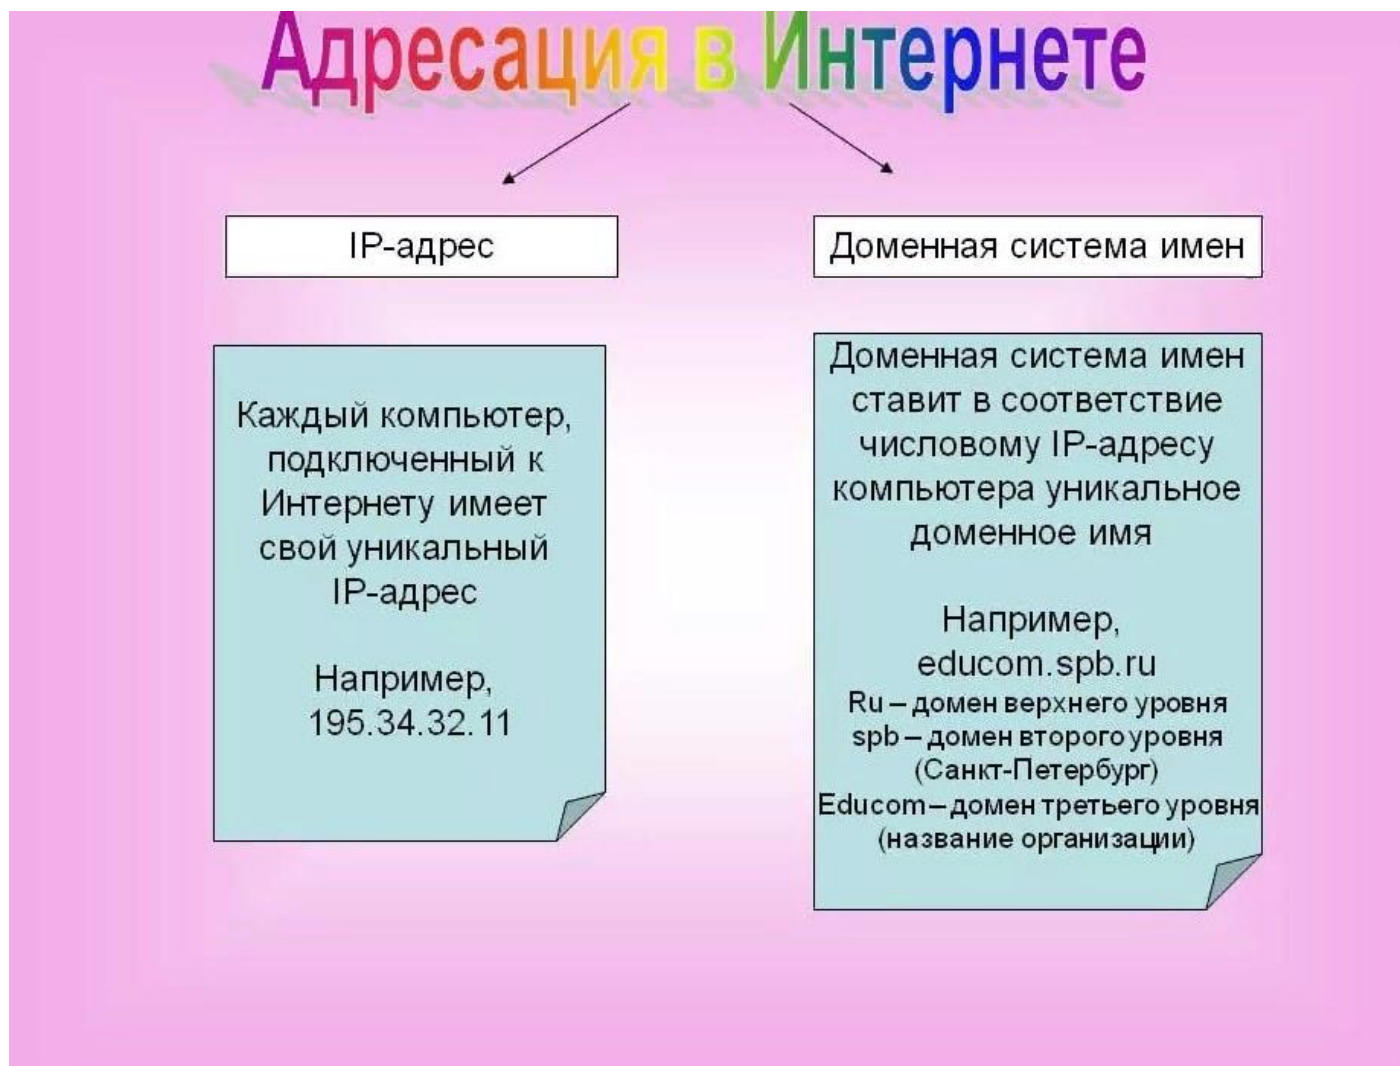 Адресация в Интернете
IP-адрес
Каждый компьютер,
подключенный к
Интернету имеет
свой уникальный
IP-адрес
Например,
195.34.32.11
Доменная система имен
Доменная система имен
ставит в соответствие
числовому IP-адресу
компьютера уникальное
доменное имя
Например,
educom.spb.ru
Ru – домен верхнего уровня
spb – домен второго уровня
(Санкт-Петербург)
Educom – домен третьего уровня
(название организации)